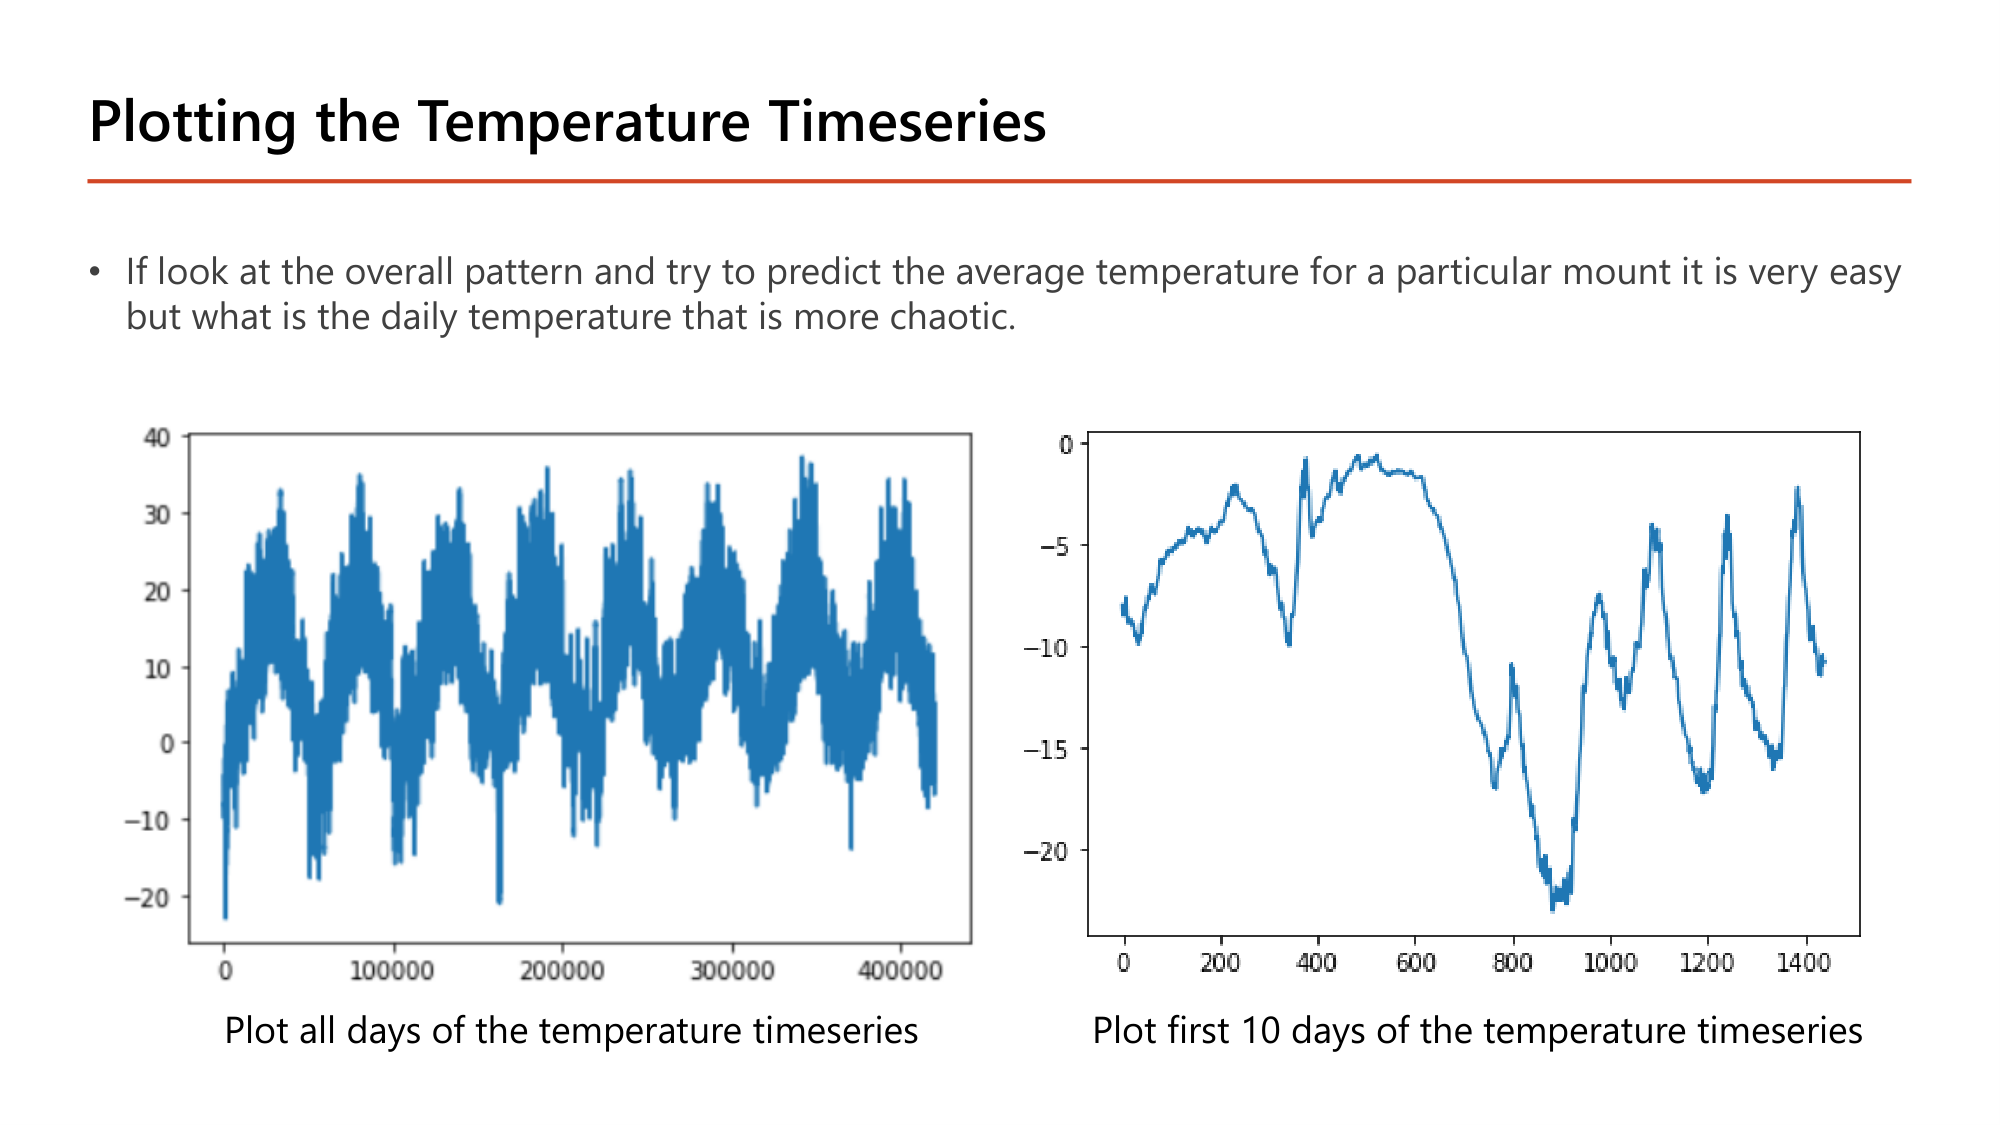 Plotting the Temperature Timeseries
• If look at the overall pattern and try to predict the average temperature for a particular mount it is very easy
but what is the daily temperature that is more chaotic.
40
30
20
10
0
−10
−20
0 100000 200000 300000 400000
Plot all days of the temperature timeseries
0
−5
−10
−15
−20
0 200 400 600 800 1000 1200 1400
Plot first 10 days of the temperature timeseries